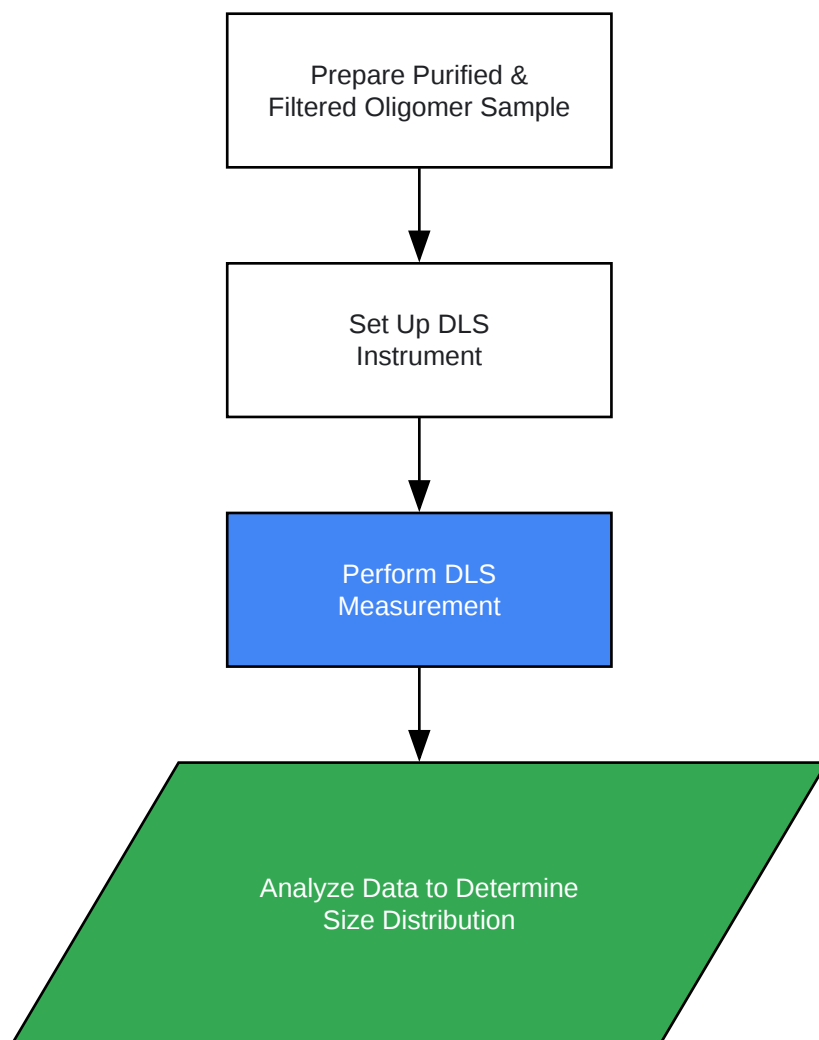 Prepare Purified &
Filtered Oligomer Sample
Set Up DLS
Instrument
Perform DLS
Measurement
Analyze Data to Determine
Size Distribution